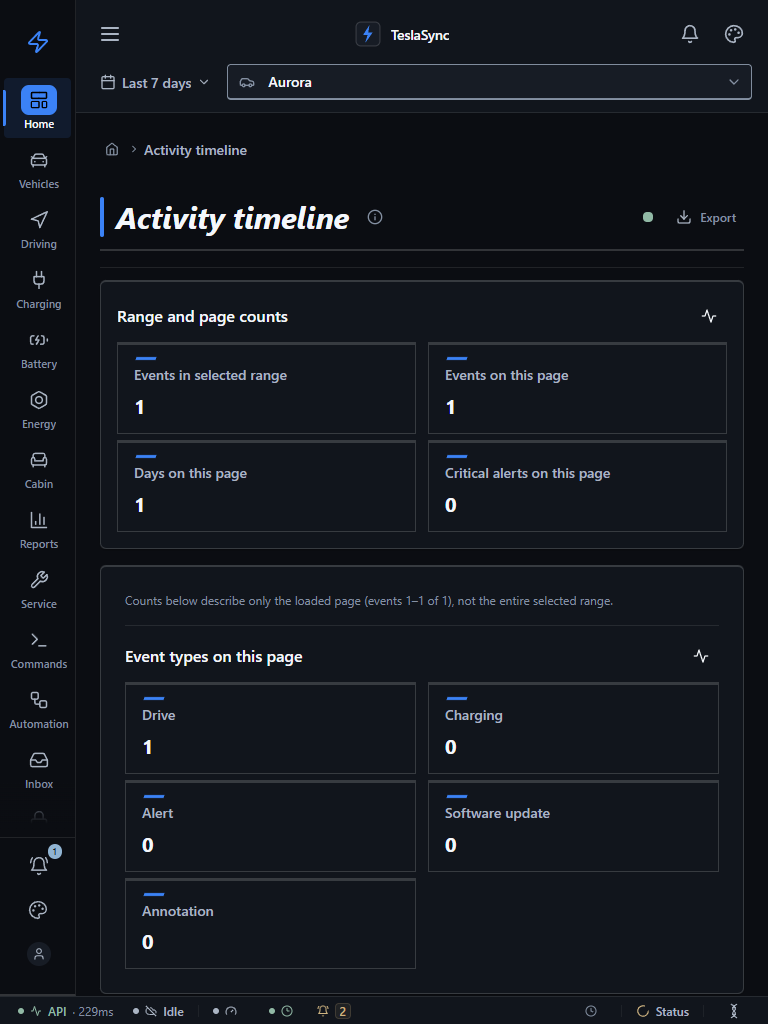 TeslaSync
Last 7 days
Aurora
Home
Vehicles
Driving
Charging
Battery
Energy
Cabin
Reports
Service
Commands
Automation
Inbox
1
Activity timeline
Activity timeline
Export
Range and page counts
Events in selected range
1
Events on this page
1
Days on this page
1
Critical alerts on this page
0
Counts below describe only the loaded page (events 1–1 of 1), not the entire selected range.
Event types on this page
Drive
1
Charging
0
Alert
0
Software update
0
Annotation
0
API · 229ms
Idle
2
Status